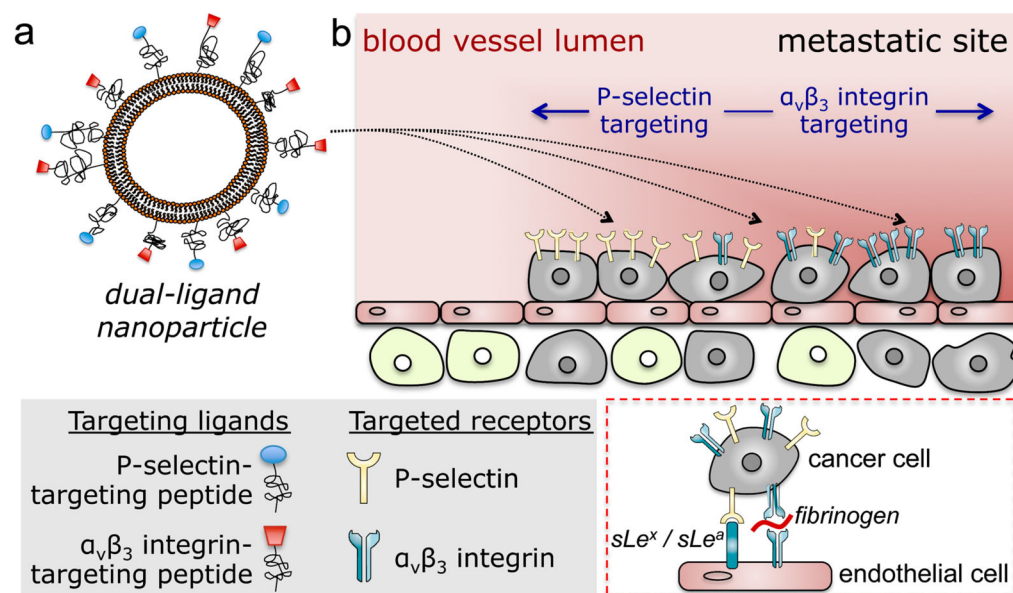 a
dual-ligand
nanoparticle
b
blood vessel lumen
metastatic site
P-selectin
targeting
αvβ3 integrin
targeting
Targeting ligands
P-selectin-
targeting peptide
αvβ3 integrin-
targeting peptide
Targeted receptors
P-selectin
αvβ3 integrin
cancer cell
fibrinogen
sLeˣ / sLeᵃ
endothelial cell